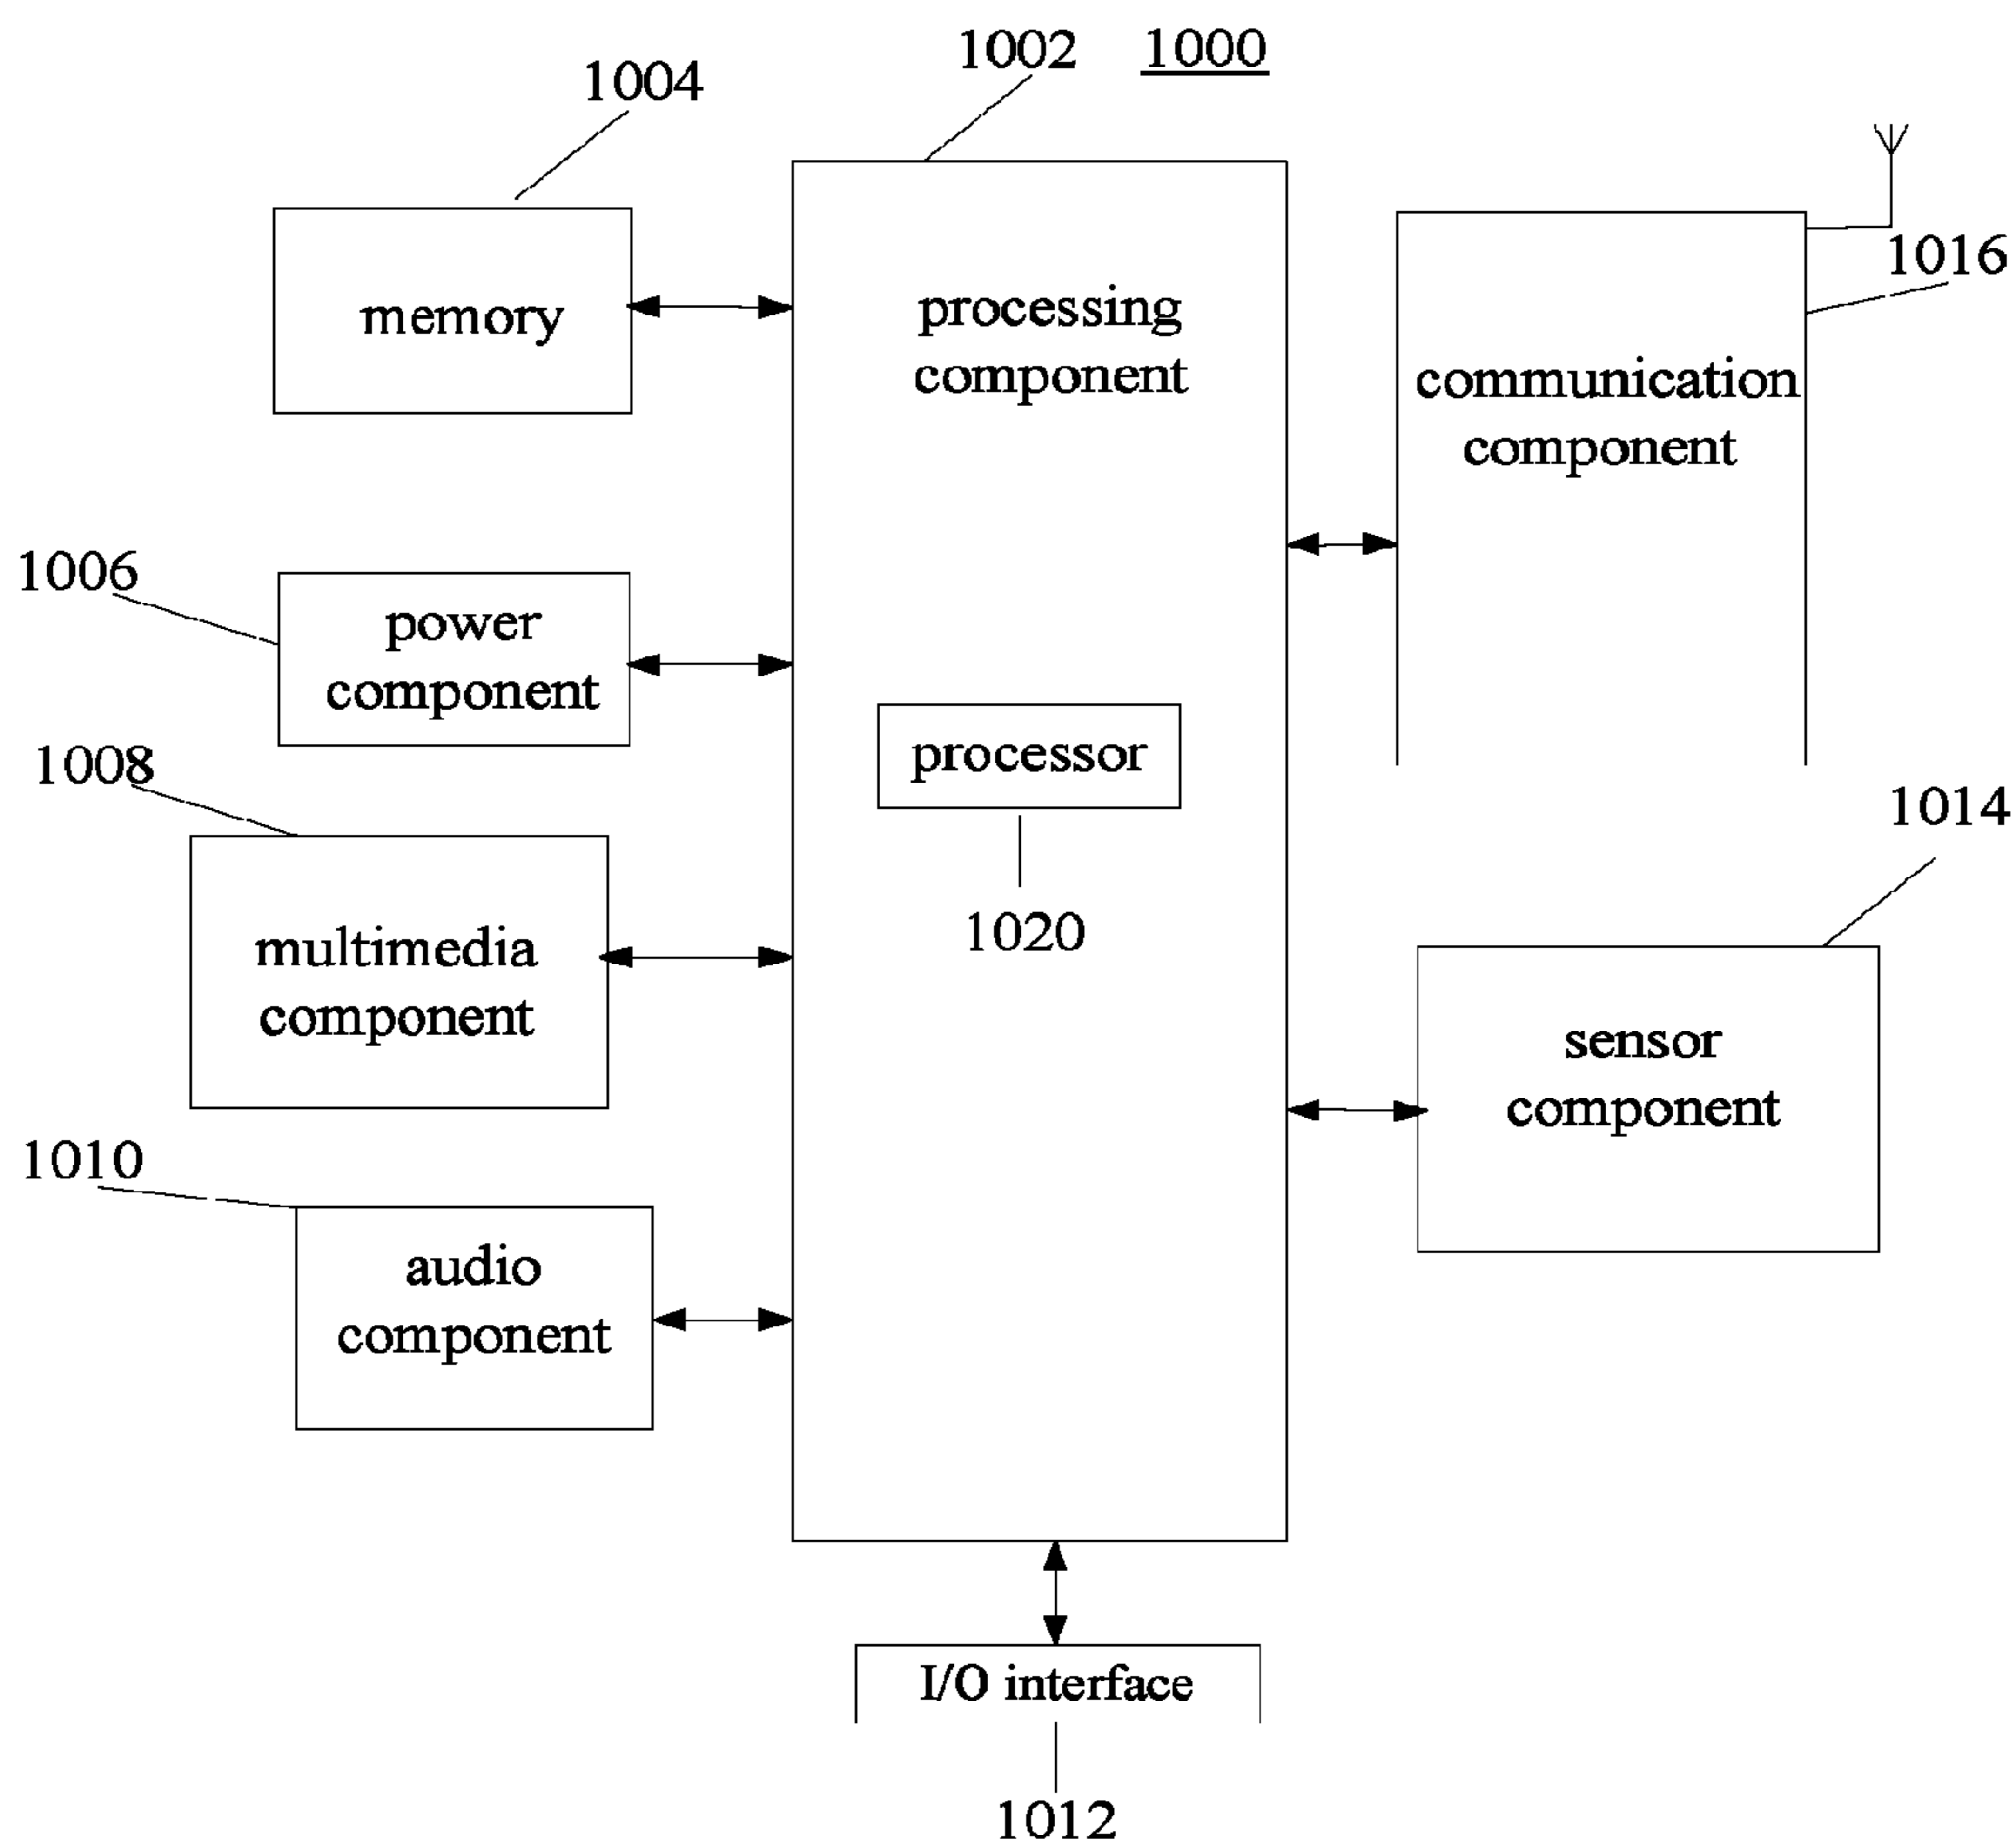 1002
1000
1004
memory
processing
component
1016
communication
component
1006
power
component
processor
1020
1008
multimedia
component
1014
sensor
component
1010
audio
component
I/O interface
1012